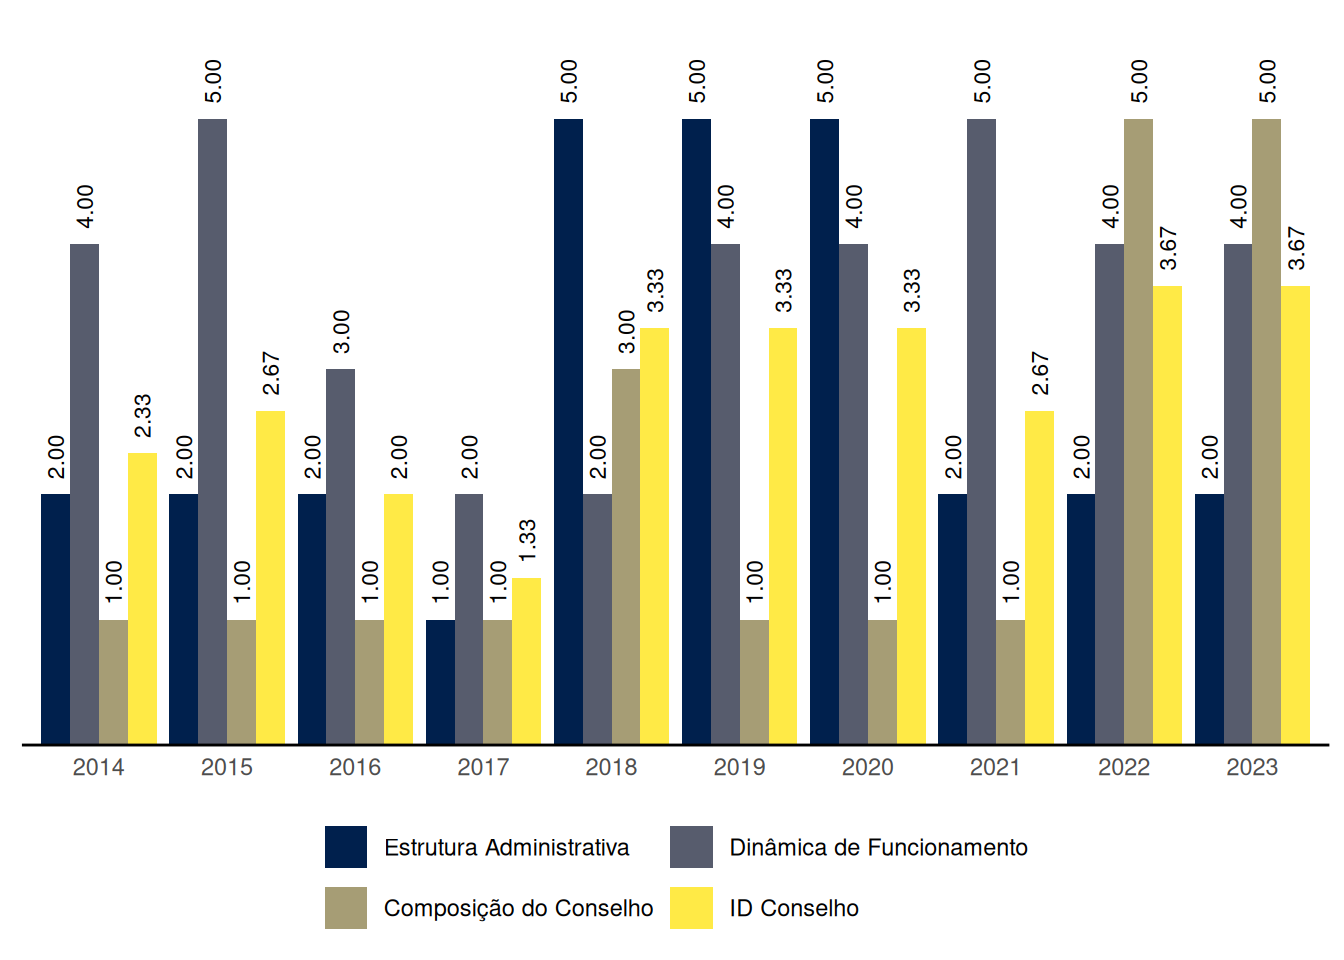 2.00 4.00 1.00 2.33 2.00 5.00 1.00 2.67 2.00 3.00 1.00 2.00 1.00 2.00 1.00 1.33 5.00 2.00 3.00 3.33 5.00 4.00 1.00 3.33 5.00 4.00 1.00 3.33 2.00 5.00 1.00 2.67 2.00 4.00 5.00 3.67 2.00 4.00 5.00 3.67
2014 2015 2016 2017 2018 2019 2020 2021 2022 2023
Estrutura Administrativa Dinâmica de Funcionamento
Composição do Conselho ID Conselho